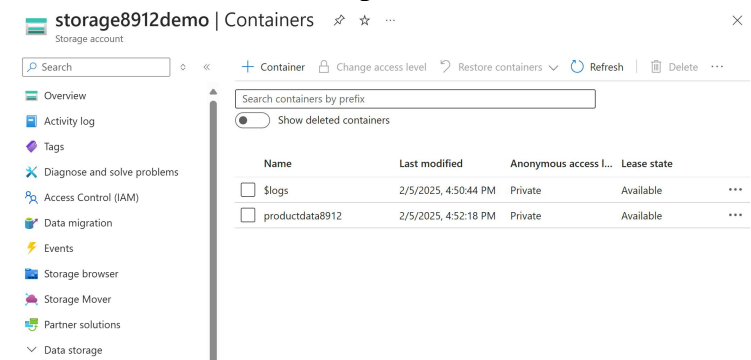 storage8912demo | Containers
Storage account
Search
Container Change access level Restore containers Refresh Delete
Overview
Activity log
Tags
Diagnose and solve problems
Access Control (IAM)
Data migration
Events
Storage browser
Storage Mover
Partner solutions
Data storage
Search containers by prefix
Show deleted containers
Name Last modified Anonymous access l... Lease state
$logs 2/5/2025, 4:50:44 PM Private Available
productdata8912 2/5/2025, 4:52:18 PM Private Available